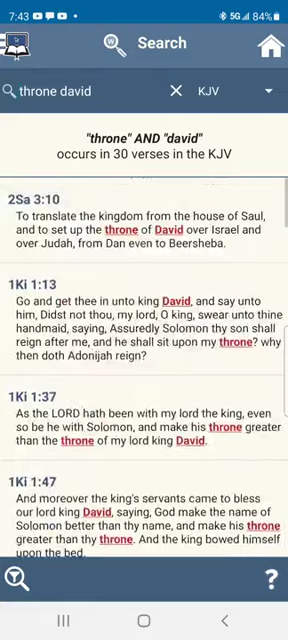 7:43
5G 84%
W
Search
throne david
KJV
"throne" AND "david"
occurs in 30 verses in the KJV
2Sa 3:10
To translate the kingdom from the house of Saul,
and to set up the throne of David over Israel and
over Judah, from Dan even to Beersheba.
1Ki 1:13
Go and get thee in unto king David, and say unto
him, Didst not thou, my lord, O king, swear unto thine
handmaid, saying, Assuredly Solomon thy son shall
reign after me, and he shall sit upon my throne? why
then doth Adonijah reign?
1Ki 1:37
As the LORD hath been with my lord the king, even
so be he with Solomon, and make his throne greater
than the throne of my lord king David.
1Ki 1:47
And moreover the king's servants came to bless
our lord king David, saying, God make the name of
Solomon better than thy name, and make his throne
greater than thy throne. And the king bowed himself
upon the bed.
?